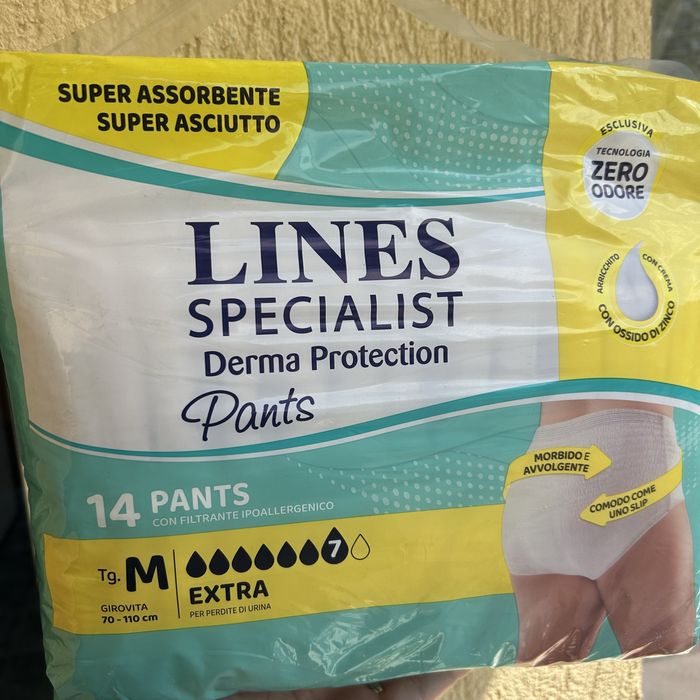 SUPER ASSORBENTE
SUPER ASCIUTTO
ESCLUSIVA
TECNOLOGIA
ZERO
ODORE
LINES
SPECIALIST
Derma Protection
Pants
ARRICCHITO
CON CREMA
CON OSSIDO DI ZINCO
14 PANTS
CON FILTRANTE IPOALLERGENICO
MORBIDO E
AVVOLGENTE
COMODO COME
UNO SLIP
Tg. M
GIROVITA
70 - 110 cm
7
EXTRA
PER PERDITE DI URINA